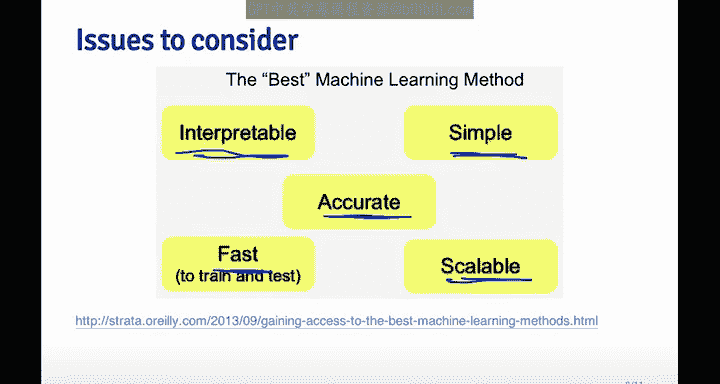 Issues to consider
The "Best" Machine Learning Method
Interpretable
Simple
Accurate
Fast
(to train and test)
Scalable
http://strata.oreilly.com/2013/09/gaining-access-to-the-best-machine-learning-methods.html